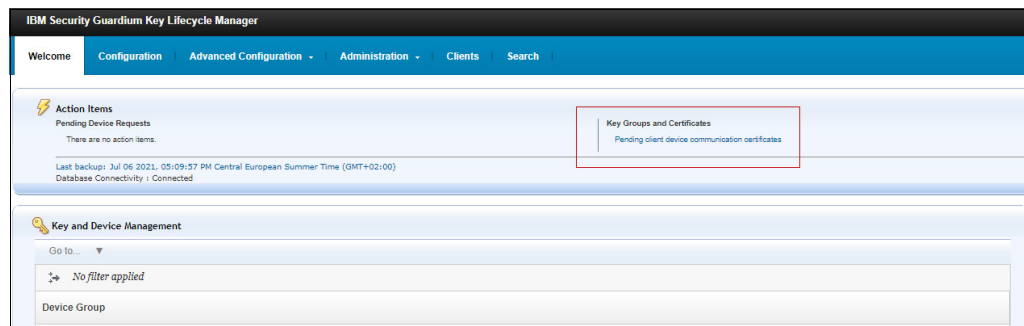 IBM Security Guardium Key Lifecycle Manager
Welcome Configuration Advanced Configuration Administration Clients Search
Action Items
Pending Device Requests
There are no action items.
Key Groups and Certificates
Pending client device communication certificates
Last backup: Jul 06 2021, 05:09:57 PM Central European Summer Time (GMT+02:00)
Database Connectivity : Connected
Key and Device Management
Go to...
No filter applied
Device Group